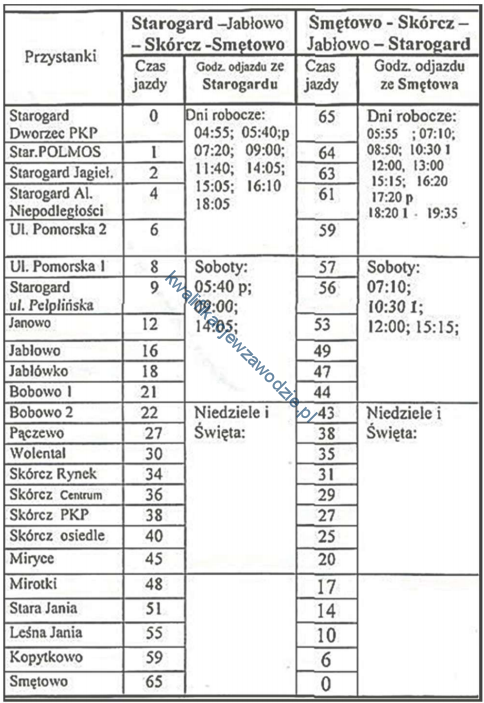 Przystanki
Starogard –Jabłowo
– Skórcz -Smętowo
Smętowo - Skórcz –
Jabłowo – Starogard
Czas
jazdy
Godz. odjazdu ze
Starogardu
Czas
jazdy
Godz. odjazdu
ze Smętowa
Starogard
Dworzec PKP
0
65
Star.POLMOS
1
64
Starogard Jagieł.
2
63
Starogard Al.
Niepodległości
4
61
Ul. Pomorska 2
6
59
Dni robocze:
04:55; 05:40;p
07:20; 09:00;
11:40; 14:05;
15:05; 16:10
18:05
Dni robocze:
05:55 ; 07:10;
08:50; 10:30 1
12:00, 13:00
15:15; 16:20
17:20 p
18:20 1 - 19:35
Ul. Pomorska 1
8
57
Starogard
ul. Pelplińska
9
56
Janowo
12
53
Jabłowo
16
49
Jabłówko
18
47
Bobowo 1
21
44
Soboty:
05:40 p;
09:00;
14:05;
Soboty:
07:10;
10:30 1;
12:00; 15:15;
Bobowo 2
22
43
Pączewo
27
38
Wolental
30
35
Skórcz Rynek
34
31
Skórcz Centrum
36
29
Skórcz PKP
38
27
Skórcz osiedle
40
25
Miryce
45
20
Niedziele i
Święta:
Niedziele i
Święta:
Mirotki
48
17
Stara Jania
51
14
Leśna Jania
55
10
Kopytkowo
59
6
Smętowo
65
0
kwalifikacjewzawodzie.pl